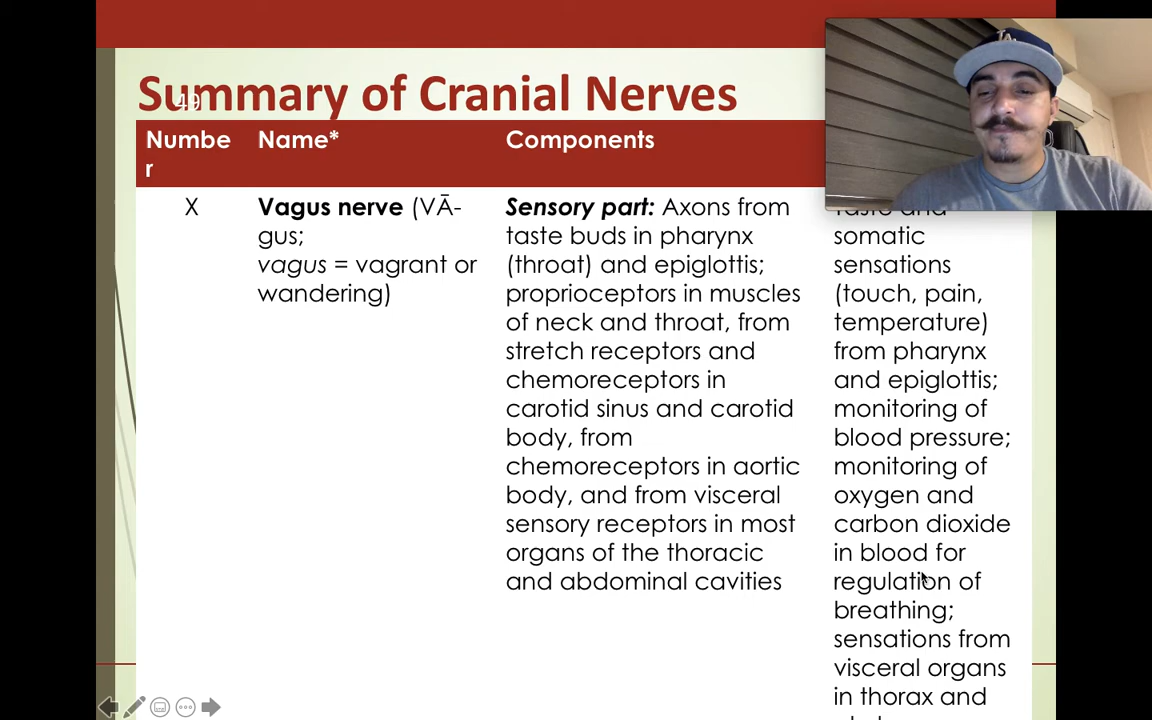 Summary of Cranial Nerves
49
Numbe
r
Name*
Components
X
Vagus nerve (VĀ-
gus;
vagus = vagrant or
wandering)
Sensory part: Axons from
taste buds in pharynx
(throat) and epiglottis;
proprioceptors in muscles
of neck and throat, from
stretch receptors and
chemoreceptors in
carotid sinus and carotid
body, from
chemoreceptors in aortic
body, and from visceral
sensory receptors in most
organs of the thoracic
and abdominal cavities
taste and
somatic
sensations
(touch, pain,
temperature)
from pharynx
and epiglottis;
monitoring of
blood pressure;
monitoring of
oxygen and
carbon dioxide
in blood for
regulation of
breathing;
sensations from
visceral organs
in thorax and